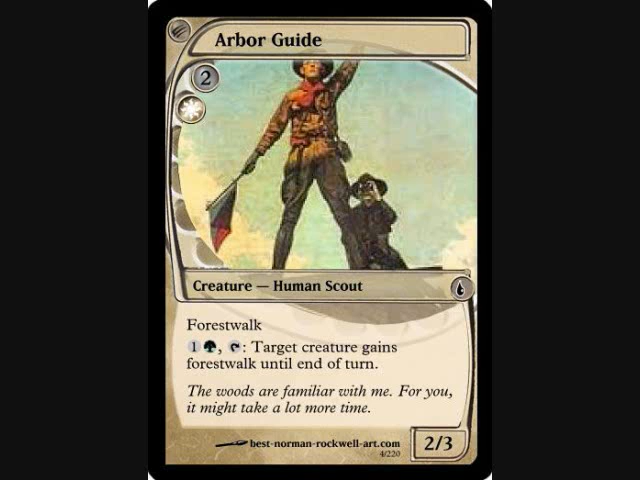 Arbor Guide
2
Creature — Human Scout
Forestwalk
1 , : Target creature gains
forestwalk until end of turn.
The woods are familiar with me. For you,
it might take a lot more time.
best-norman-rockwell-art.com
4/220
2/3